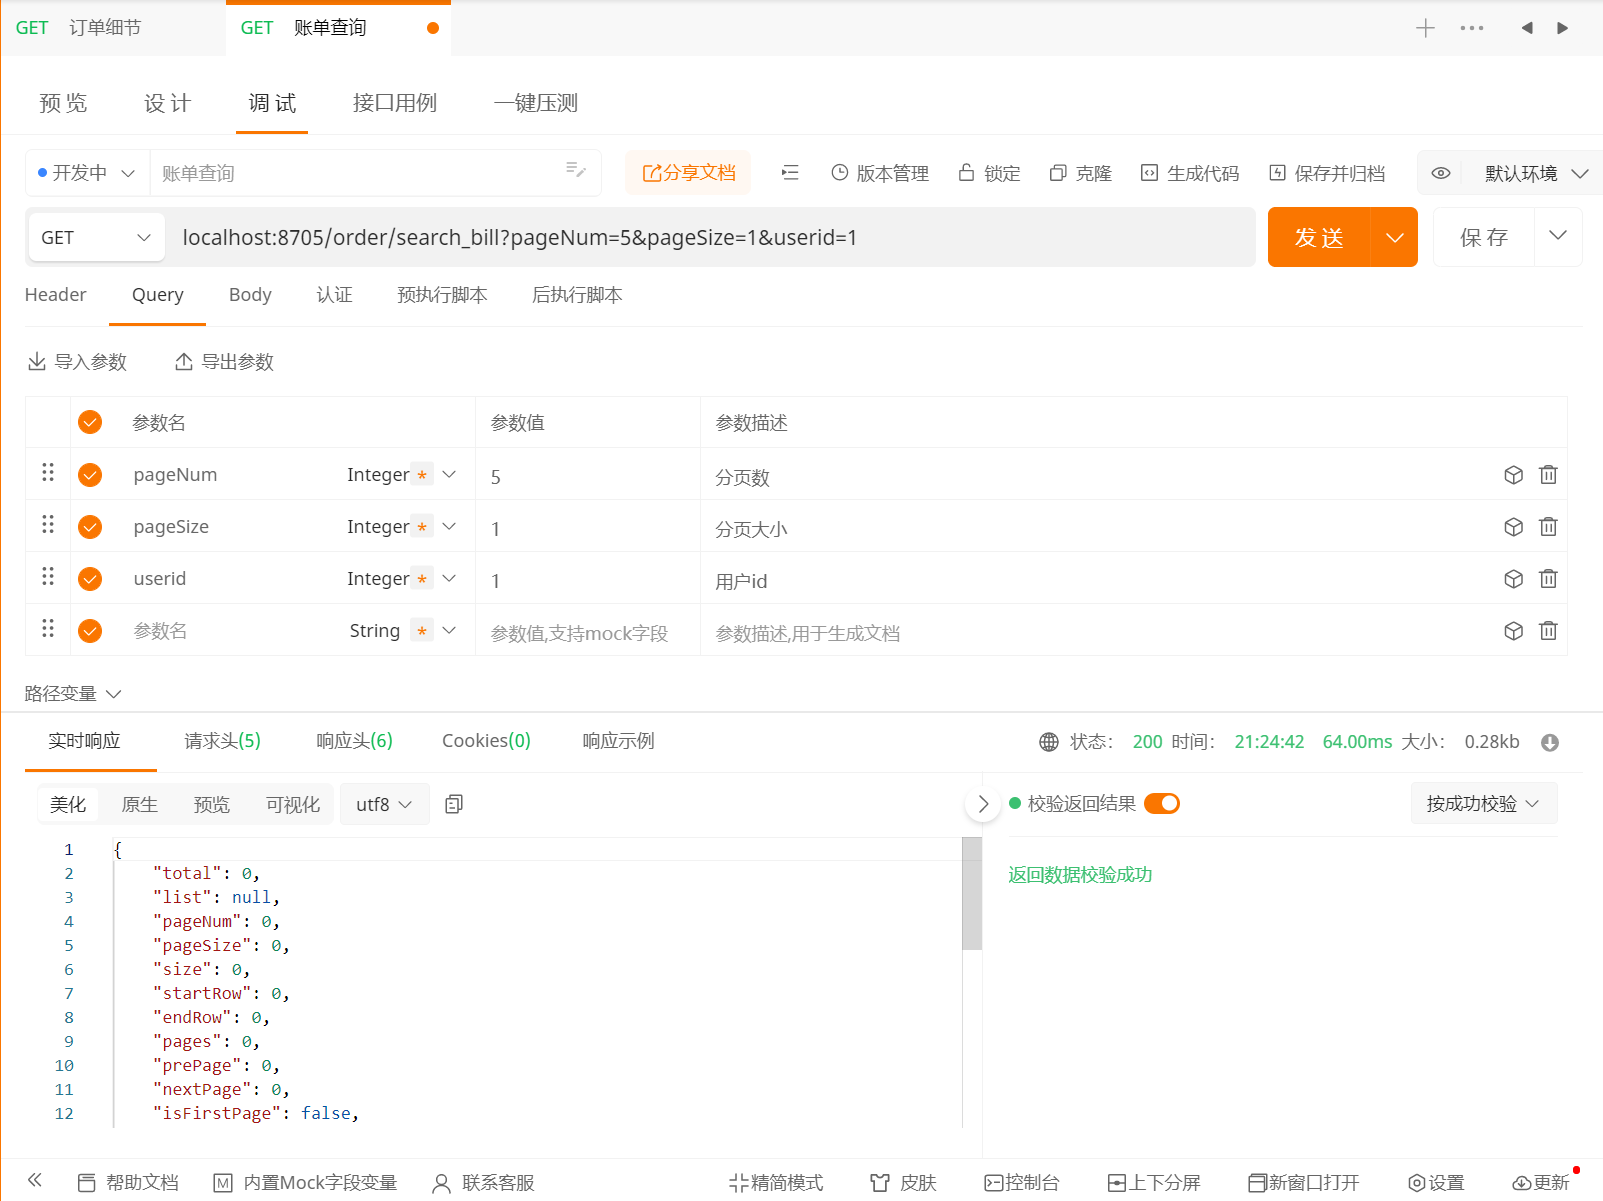 GET 订单细节 GET 账单查询
预览 设计 调试 接口用例 一键压测
开发中 账单查询 分享文档 版本管理 锁定 克隆 生成代码 保存并归档 默认环境
GET localhost:8705/order/search_bill?pageNum=5&pageSize=1&userid=1 发送 保存
Header Query Body 认证 预执行脚本 后执行脚本
导入参数 导出参数
参数名 参数值 参数描述
pageNum Integer * 5 分页数
pageSize Integer * 1 分页大小
userid Integer * 1 用户id
参数名 String * 参数值,支持mock字段 参数描述,用于生成文档
路径变量
实时响应 请求头(5) 响应头(6) Cookies(0) 响应示例 状态： 200 时间： 21:24:42 64.00ms 大小： 0.28kb
美化 原生 预览 可视化 utf8 校验返回结果 按成功校验
1 {
2 "total": 0,
3 "list": null,
4 "pageNum": 0,
5 "pageSize": 0,
6 "size": 0,
7 "startRow": 0,
8 "endRow": 0,
9 "pages": 0,
10 "prePage": 0,
11 "nextPage": 0,
12 "isFirstPage": false,
返回数据校验成功
帮助文档 M 内置Mock字段变量 联系客服 精简模式 皮肤 控制台 上下分屏 新窗口打开 设置 更新